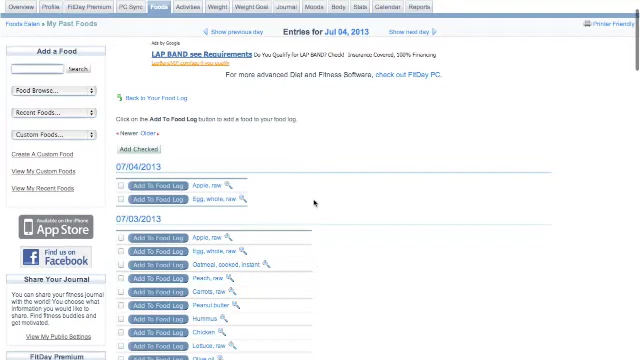 Overview Profile FitDay Premium PC Sync Foods Activities Weight Weight Goal Journal Moods Body Stats Calendar Reports
Foods Eaten » My Past Foods
Show previous day Entries for Jul 04, 2013 Show next day
Printer Friendly
Add a Food
Search
Food Browse...
Recent Foods...
Custom Foods...
Create A Custom Food
View My Custom Foods
View My Recent Foods
Available on the iPhone
App Store
Find us on
Facebook
Share Your Journal
You can share your fitness journal
with the world! You choose what
information you would like to
share. Find fitness buddies and
get motivated.
View My Public Settings
FitDay Premium
Ads by Google
LAP BAND see Requirements Do You Qualify for LAP BAND? Check! Insurance Covered, 100% Financing
For more advanced Diet and Fitness Software, check out FitDay PC.
Back to Your Food Log
Click on the Add To Food Log button to add a food to your food log.
« Newer Older »
Add Checked
07/04/2013
Add To Food Log Apple, raw
Add To Food Log Egg, whole, raw
07/03/2013
Add To Food Log Apple, raw
Add To Food Log Egg, whole, raw
Add To Food Log Oatmeal, cooked, instant
Add To Food Log Peach, raw
Add To Food Log Carrots, raw
Add To Food Log Peanut butter
Add To Food Log Hummus
Add To Food Log Chicken
Add To Food Log Lettuce, raw
Add To Food Log Olive oil